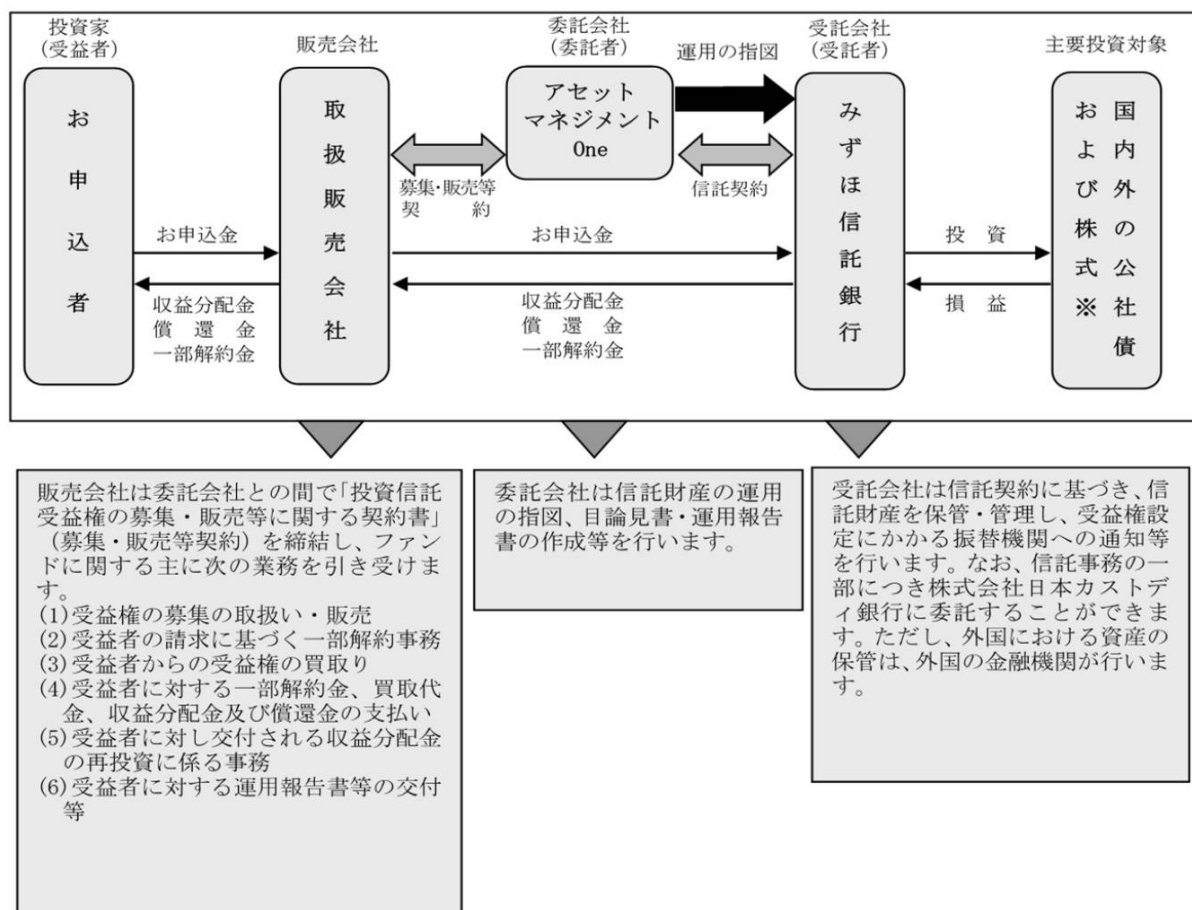 投資家
(受益者)
販売会社
委託会社
(委託者)
受託会社
(受託者)
主要投資対象
お申込者
取扱販売会社
アセット
マネジメント
One
運用の指図
みずほ信託銀行
国内外の公社債
および株式※
募集・販売等
契 約
信託契約
お申込金
収益分配金
償 還 金
一部解約金
お申込金
収益分配金
償 還 金
一部解約金
投 資
損 益
販売会社は委託会社との間で｢投資信託
受益権の募集・販売等に関する契約書｣
(募集・販売等契約) を締結し、ファン
ドに関する主に次の業務を引き受けま
す。
(1)受益権の募集の取扱い・販売
(2)受益者の請求に基づく一部解約事務
(3)受益者からの受益権の買取り
(4)受益者に対する一部解約金、買取代
金、収益分配金及び償還金の支払い
(5)受益者に対し交付される収益分配金
の再投資に係る事務
(6)受益者に対する運用報告書等の交付
等
委託会社は信託財産の運用
の指図、目論見書・運用報告
書の作成等を行います。
受託会社は信託契約に基づき、信
託財産を保管・管理し、受益権設
定にかかる振替機関への通知等
を行います。なお、信託事務の一
部につき株式会社日本カストデ
ィ銀行に委託することができま
す。ただし、外国における資産の
保管は、外国の金融機関が行いま
す。